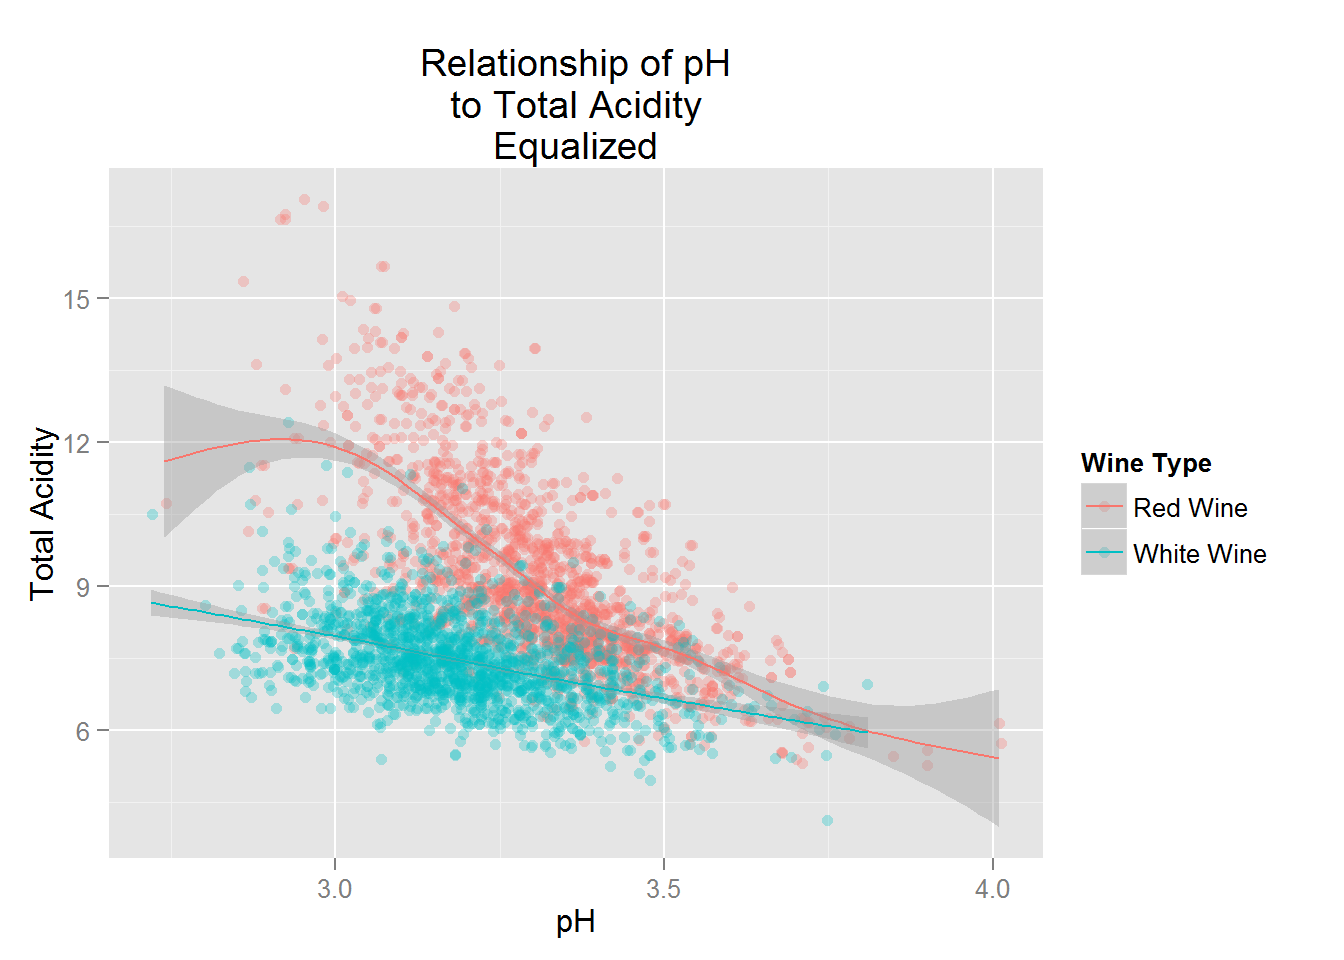 Relationship of pH
to Total Acidity
Equalized
15
12
9
6
Total Acidity
3.0
3.5
4.0
pH
Wine Type
Red Wine
White Wine